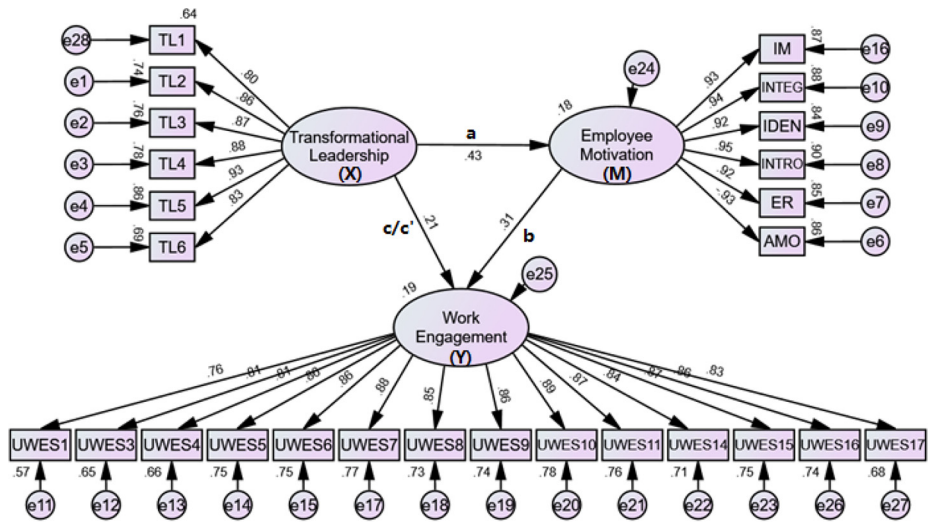 .64
e28 TL1
.80
e1 .74 TL2
.86
e2 .76 TL3
.87
e3 .78 TL4
.88
e4 .86 TL5
.93
e5 .69 TL6
.83
Transformational
Leadership
(X)
a
.43
e24
.18
Employee
Motivation
(M)
.93
IM .87 e16
.94
INTEG .88 e10
.92
IDEN .84 e9
.95
INTRO .90 e8
.92
ER .85 e7
-.93
AMO .86 e6
c/c'
.21
.31
b
e25
.19
Work
Engagement
(Y)
.76 .81 .81 .86 .88 .85 .86 .89 .87 .84 .87 .86 .83
UWES1 UWES3 UWES4 UWES5 UWES6 UWES7 UWES8 UWES9 UWES10 UWES11 UWES14 UWES15 UWES16 UWES17
.57 .65 .66 .75 .75 .77 .73 .74 .78 .76 .71 .75 .74 .68
e11 e12 e13 e14 e15 e17 e18 e19 e20 e21 e22 e23 e26 e27